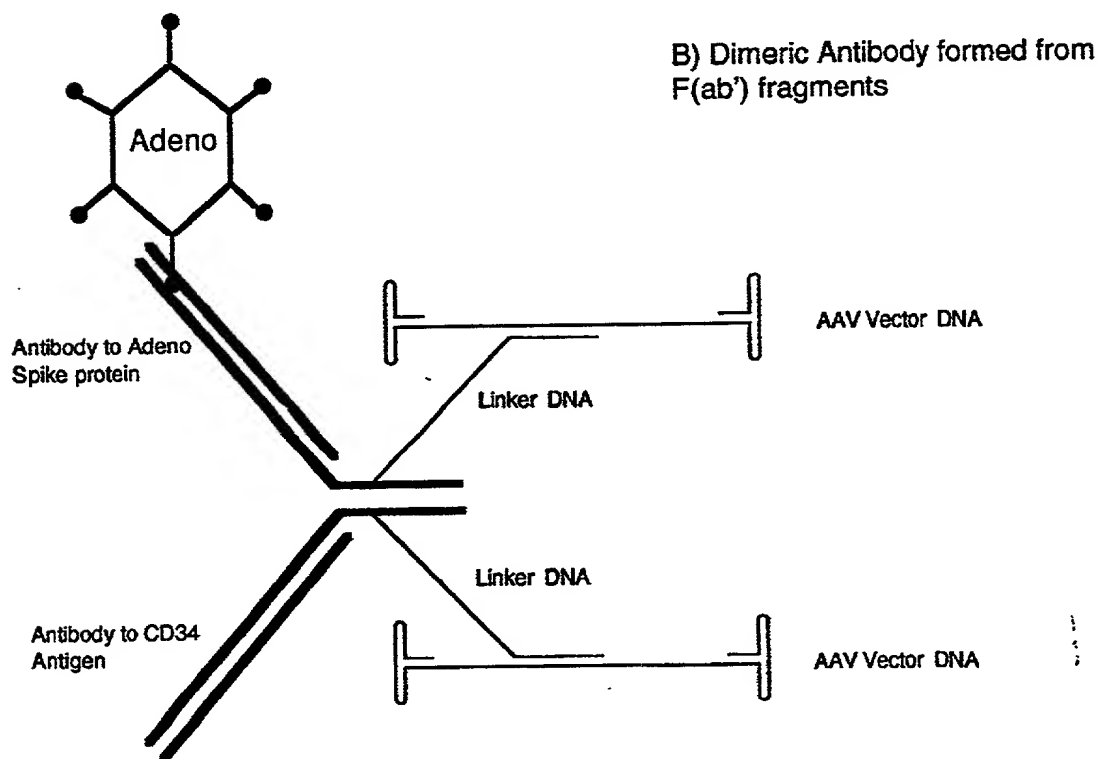 B) Dimeric Antibody formed from
F(ab') fragments
Adeno
AAV Vector DNA
Antibody to Adeno
Spike protein
Linker DNA
Linker DNA
Antibody to CD34
Antigen
AAV Vector DNA